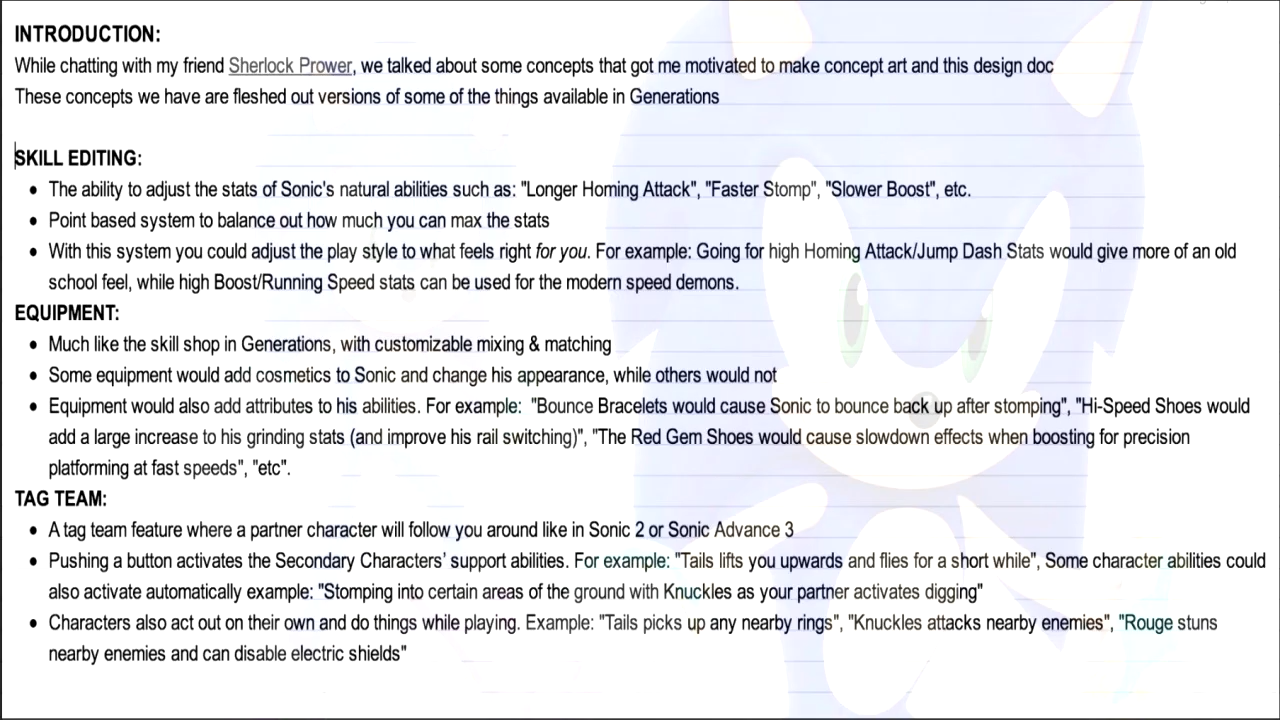 INTRODUCTION:
While chatting with my friend Sherlock Prower, we talked about some concepts that got me motivated to make concept art and this design doc
These concepts we have are fleshed out versions of some of the things available in Generations
SKILL EDITING:
• The ability to adjust the stats of Sonic's natural abilities such as: "Longer Homing Attack", "Faster Stomp", "Slower Boost", etc.
• Point based system to balance out how much you can max the stats
• With this system you could adjust the play style to what feels right for you. For example: Going for high Homing Attack/Jump Dash Stats would give more of an old
school feel, while high Boost/Running Speed stats can be used for the modern speed demons.
EQUIPMENT:
• Much like the skill shop in Generations, with customizable mixing & matching
• Some equipment would add cosmetics to Sonic and change his appearance, while others would not
• Equipment would also add attributes to his abilities. For example: "Bounce Bracelets would cause Sonic to bounce back up after stomping", "Hi-Speed Shoes would
add a large increase to his grinding stats (and improve his rail switching)", "The Red Gem Shoes would cause slowdown effects when boosting for precision
platforming at fast speeds", "etc".
TAG TEAM:
• A tag team feature where a partner character will follow you around like in Sonic 2 or Sonic Advance 3
• Pushing a button activates the Secondary Characters' support abilities. For example: "Tails lifts you upwards and flies for a short while", Some character abilities could
also activate automatically example: "Stomping into certain areas of the ground with Knuckles as your partner activates digging"
• Characters also act out on their own and do things while playing. Example: "Tails picks up any nearby rings", "Knuckles attacks nearby enemies", "Rouge stuns
nearby enemies and can disable electric shields"